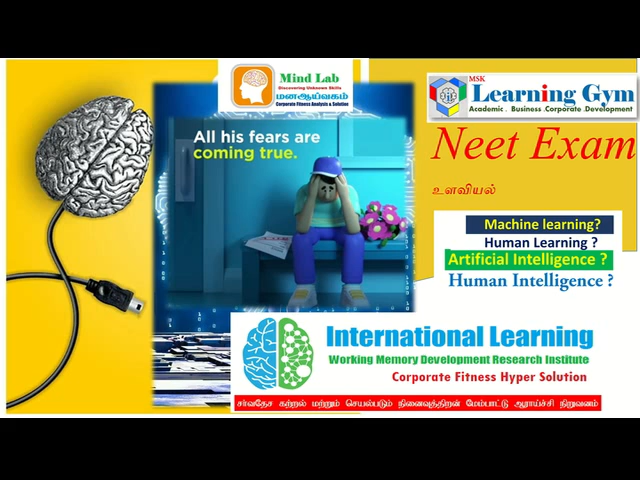 Mind Lab
Discovering Unknown Skills
மனஆய்வகம்
Corporate Fitness Analysis & Solution
MSK
Learning Gym
Academic . Business .Corporate .Development
All his fears are
coming true.
Neet Exam
உளவியல்
Machine learning?
Human Learning ?
Artificial Intelligence ?
Human Intelligence ?
International Learning
Working Memory Development Research Institute
Corporate Fitness Hyper Solution
சர்வதேச கற்றல் மற்றும் செயல்படும் நினைவுத்திறன் மேம்பாட்டு ஆராய்ச்சி நிறுவனம்